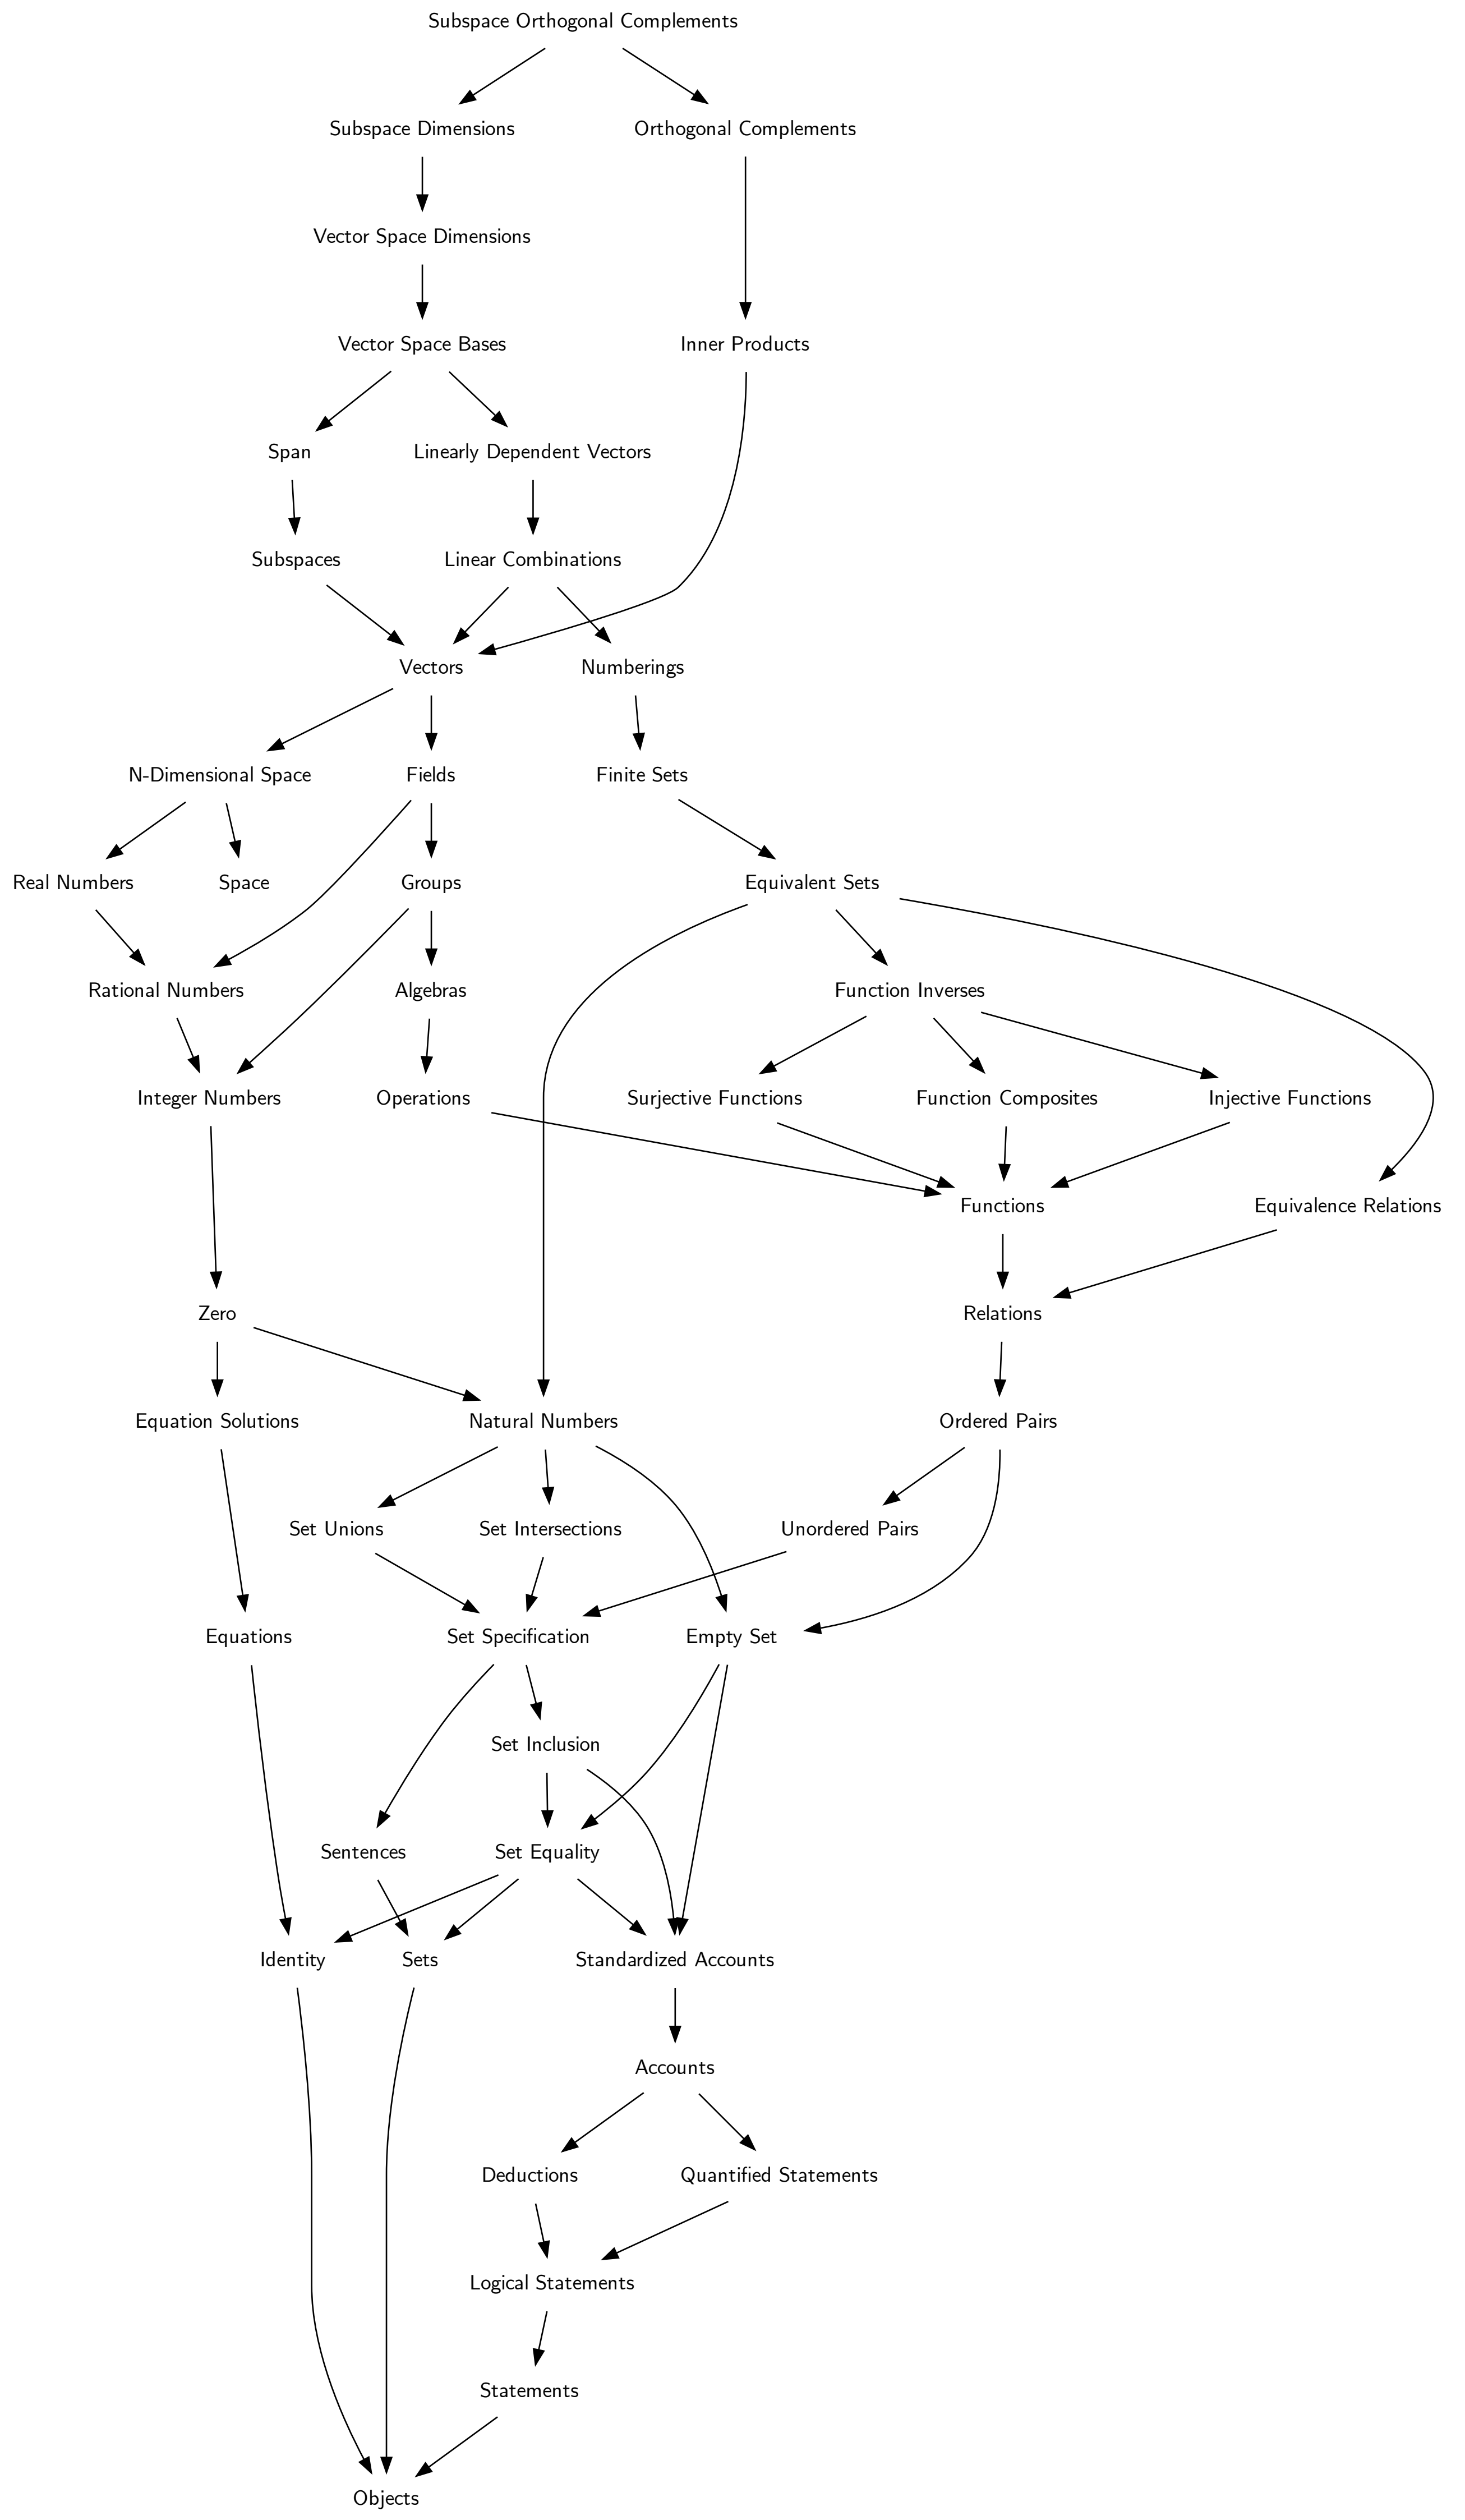 Subspace Orthogonal Complements
Subspace Dimensions
Orthogonal Complements
Vector Space Dimensions
Vector Space Bases
Inner Products
Span
Linearly Dependent Vectors
Subspaces
Linear Combinations
Vectors
Numberings
N-Dimensional Space
Fields
Finite Sets
Real Numbers
Space
Groups
Equivalent Sets
Rational Numbers
Algebras
Function Inverses
Integer Numbers
Operations
Surjective Functions
Function Composites
Injective Functions
Functions
Equivalence Relations
Zero
Relations
Equation Solutions
Natural Numbers
Ordered Pairs
Set Unions
Set Intersections
Unordered Pairs
Equations
Set Specification
Empty Set
Set Inclusion
Sentences
Set Equality
Identity
Sets
Standardized Accounts
Accounts
Deductions
Quantified Statements
Logical Statements
Statements
Objects